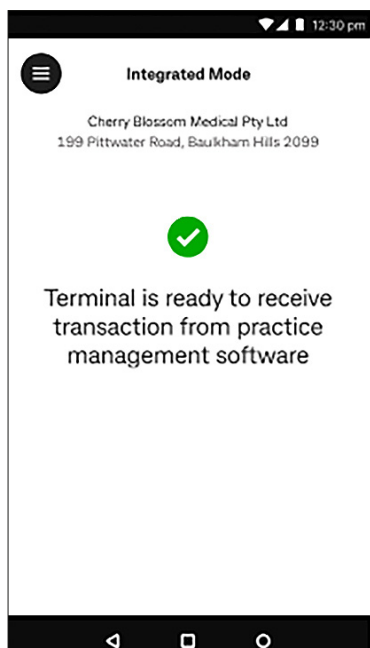 12:30 pm
Integrated Mode
Cherry Blossom Medical Pty Ltd
199 Pittwater Road, Baulkham Hills 2099
Terminal is ready to receive
transaction from practice
management software